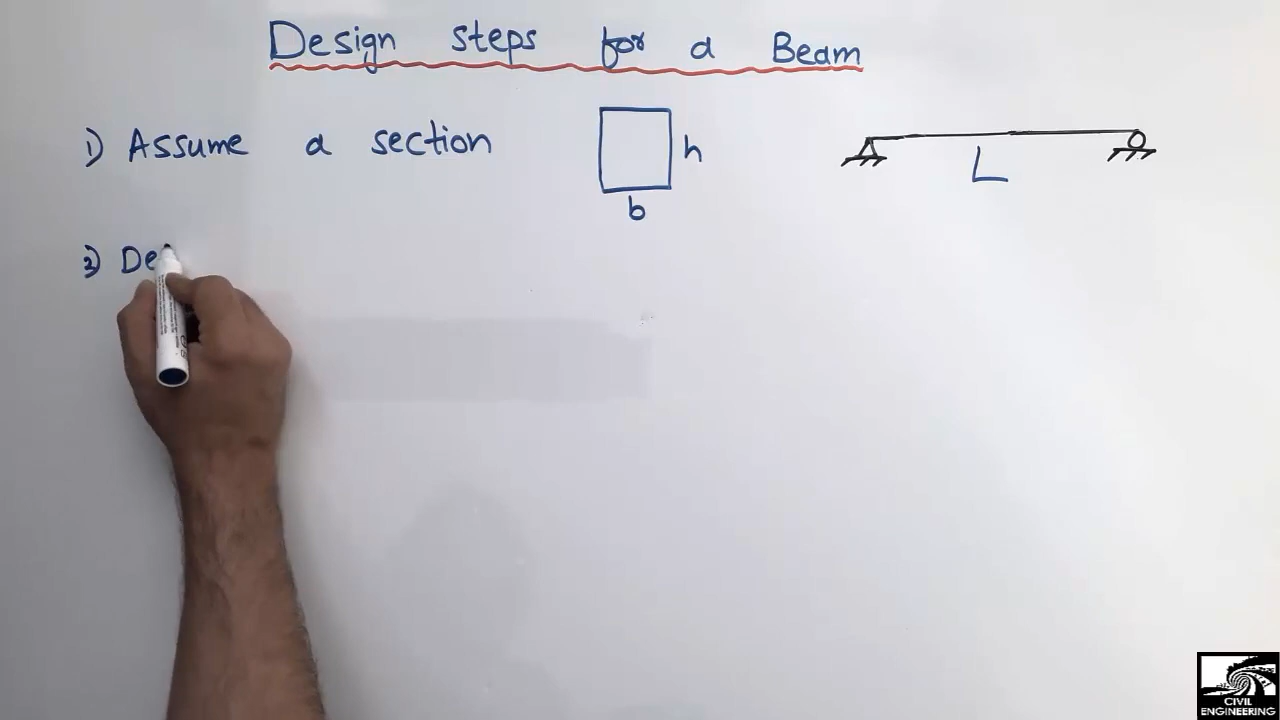 Design steps for a Beam
1) Assume a section
h
b
L
2) De
CIVIL
ENGINEERING